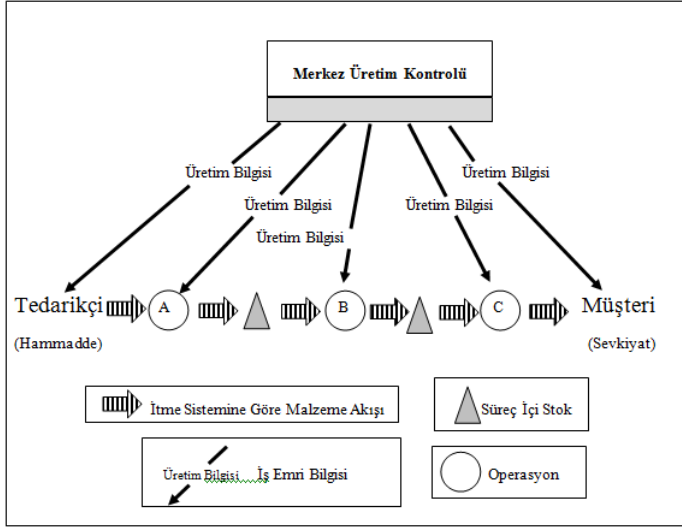 Merkez Üretim Kontrolü
Üretim Bilgisi
Üretim Bilgisi
Üretim Bilgisi
Üretim Bilgisi
Üretim Bilgisi
Tedarikçi
A
B
C
Müşteri
(Hammadde)
(Sevkiyat)
İtme Sistemine Göre Malzeme Akışı
Süreç İçi Stok
Üretim Bilgisi İş Emri Bilgisi
Operasyon